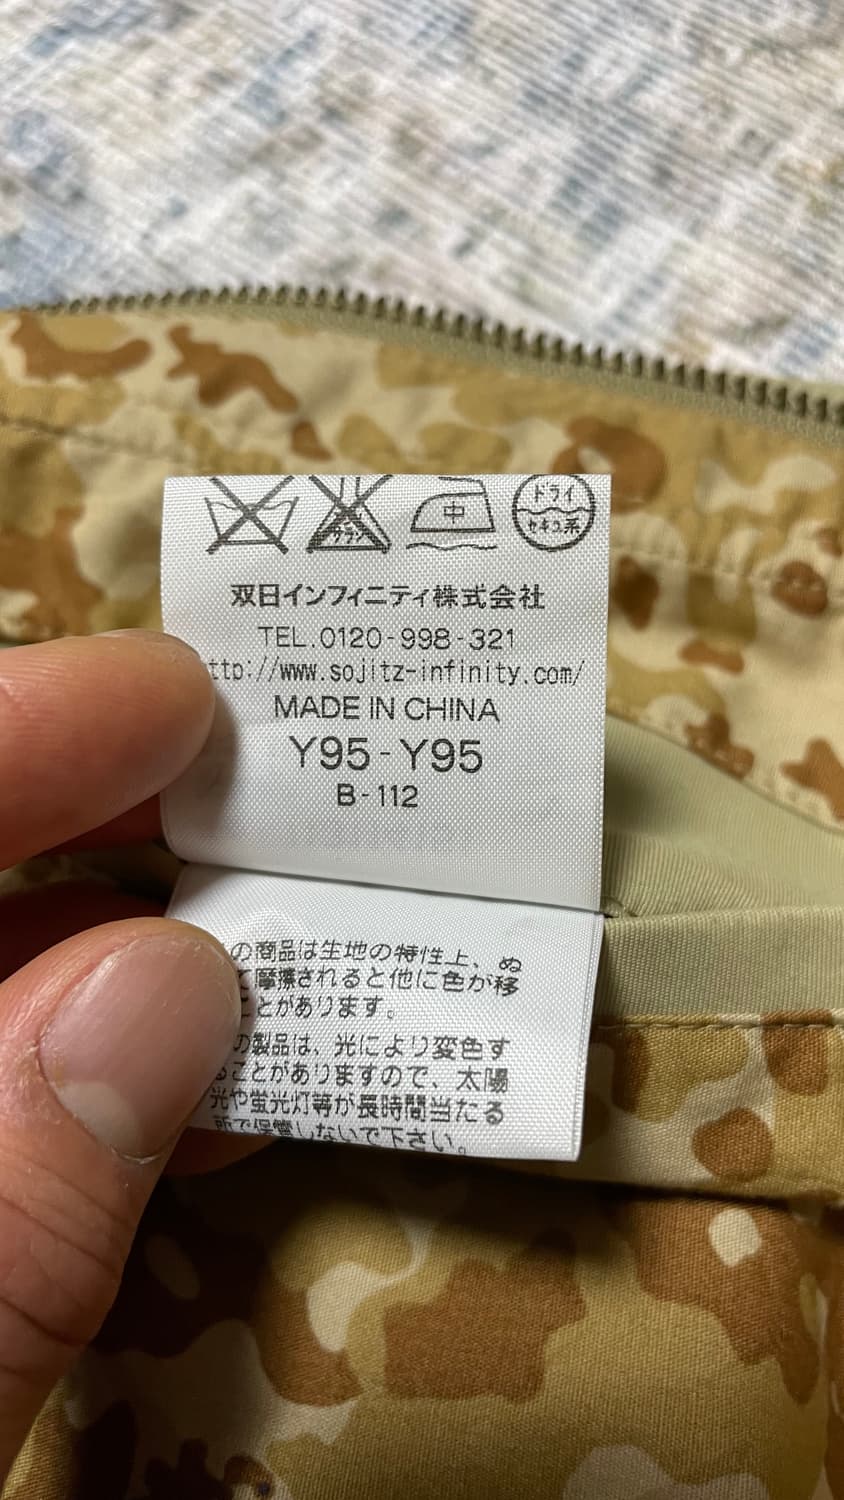 中 ドライ
セキユ系
双日インフィニティ株式会社
TEL.0120-998-321
ttp://www.sojitz-infinity.com/
MADE IN CHINA
Y95-Y95
B-112
の商品は生地の特性上、ぬ
て摩擦されると他に色が移
ことがあります。
の製品は、光により変色す
ることがありますので、太陽
光や蛍光灯等が長時間当たる
所で保管しないで下さい。